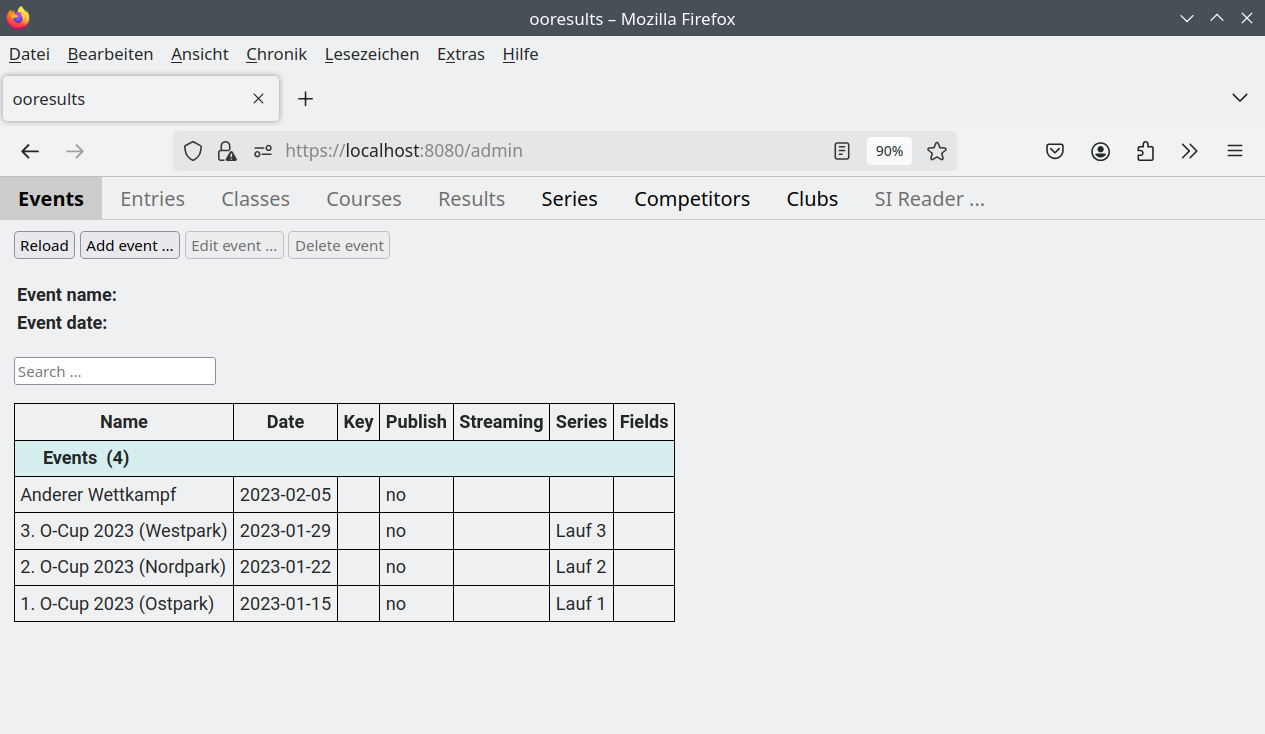 ooresults – Mozilla Firefox
Datei Bearbeiten Ansicht Chronik Lesezeichen Extras Hilfe
ooresults
https://localhost:8080/admin 90%
Events Entries Classes Courses Results Series Competitors Clubs SI Reader ...
Reload Add event ... Edit event ... Delete event
Event name:
Event date:
Search ...
Name Date Key Publish Streaming Series Fields
Events (4)
Anderer Wettkampf 2023-02-05 no
3. O-Cup 2023 (Westpark) 2023-01-29 no Lauf 3
2. O-Cup 2023 (Nordpark) 2023-01-22 no Lauf 2
1. O-Cup 2023 (Ostpark) 2023-01-15 no Lauf 1